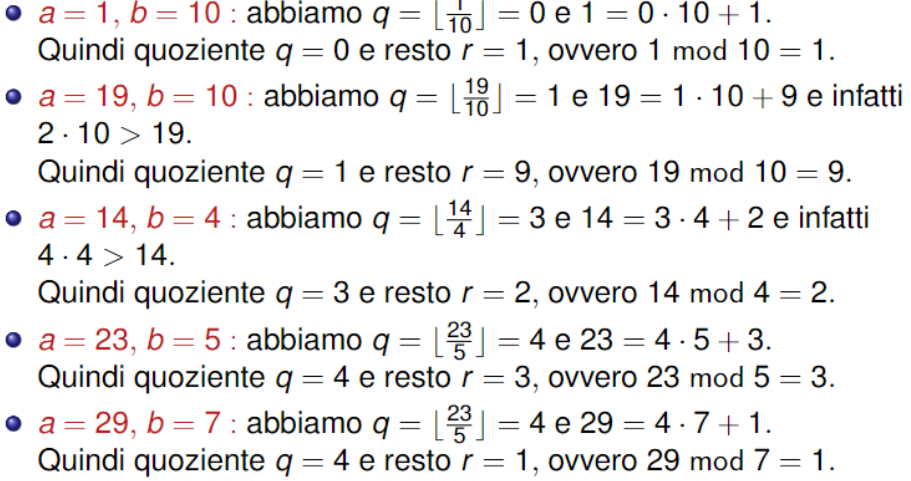 • a = 1, b = 10 : abbiamo q = ⌊1/10⌋ = 0 e 1 = 0 · 10 + 1.
Quindi quoziente q = 0 e resto r = 1, ovvero 1 mod 10 = 1.
• a = 19, b = 10 : abbiamo q = ⌊19/10⌋ = 1 e 19 = 1 · 10 + 9 e infatti
2 · 10 > 19.
Quindi quoziente q = 1 e resto r = 9, ovvero 19 mod 10 = 9.
• a = 14, b = 4 : abbiamo q = ⌊14/4⌋ = 3 e 14 = 3 · 4 + 2 e infatti
4 · 4 > 14.
Quindi quoziente q = 3 e resto r = 2, ovvero 14 mod 4 = 2.
• a = 23, b = 5 : abbiamo q = ⌊23/5⌋ = 4 e 23 = 4 · 5 + 3.
Quindi quoziente q = 4 e resto r = 3, ovvero 23 mod 5 = 3.
• a = 29, b = 7 : abbiamo q = ⌊23/5⌋ = 4 e 29 = 4 · 7 + 1.
Quindi quoziente q = 4 e resto r = 1, ovvero 29 mod 7 = 1.